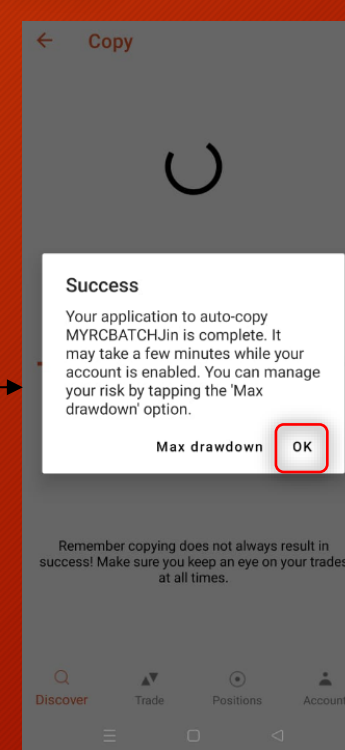 Copy
Success
Your application to auto-copy
MYRCBATCHJin is complete. It
may take a few minutes while your
account is enabled. You can manage
your risk by tapping the 'Max
drawdown' option.
Max drawdown OK
Remember copying does not always result in
success! Make sure you keep an eye on your trades
at all times.
Discover Trade Positions Account